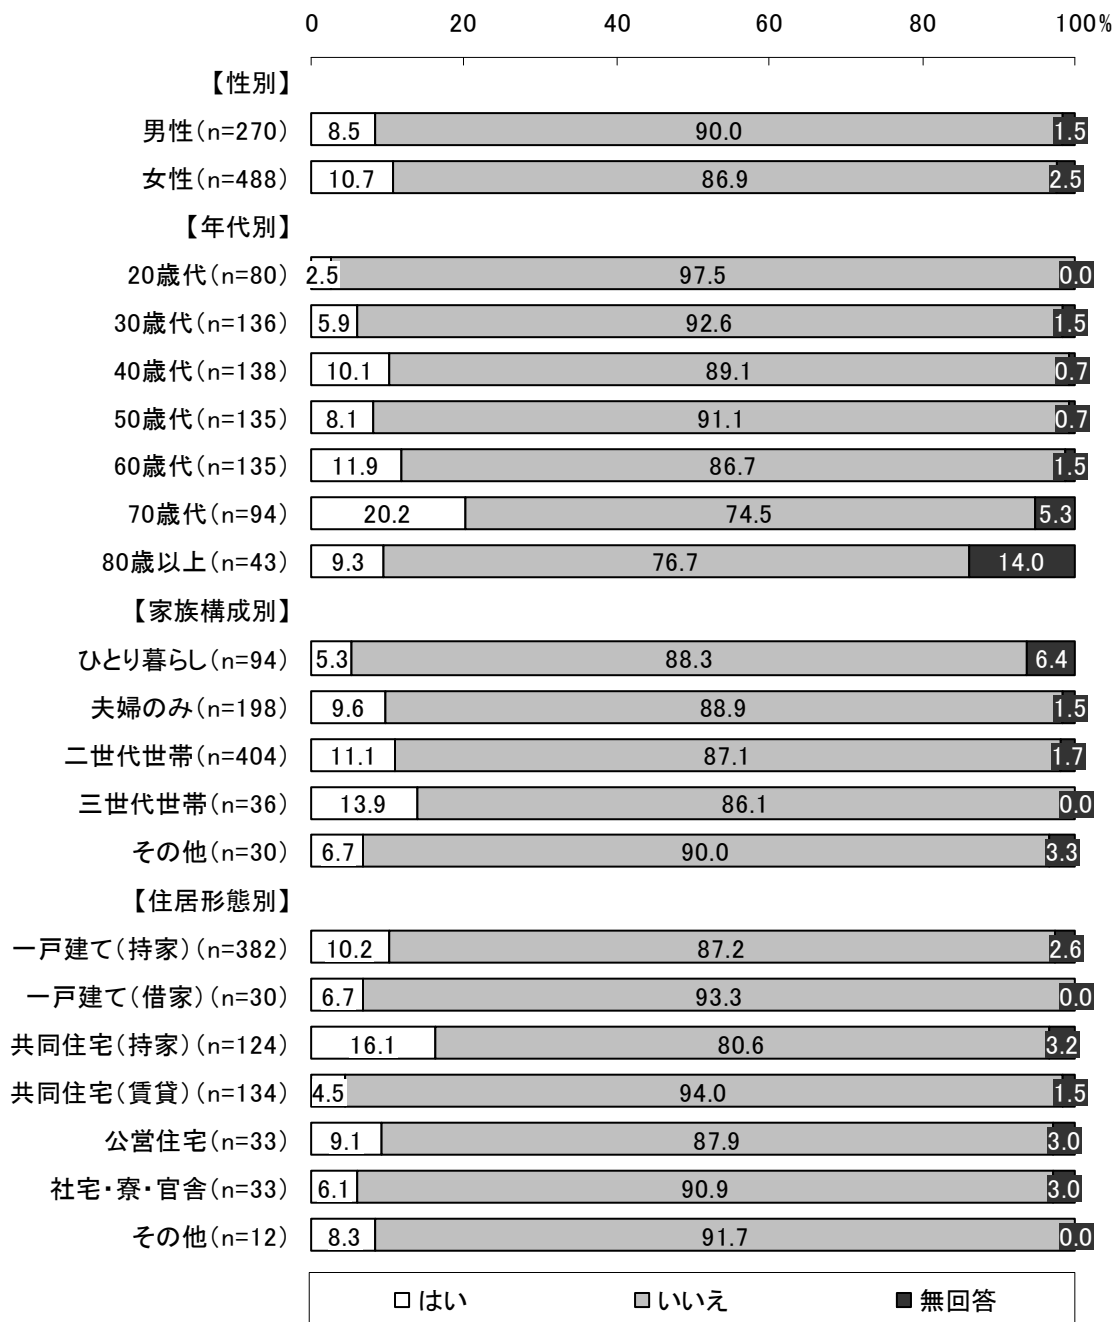 0 20 40 60 80 100%
【性別】
男性(n=270) 8.5 90.0 1.5
女性(n=488) 10.7 86.9 2.5
【年代別】
20歳代(n=80) 2.5 97.5 0.0
30歳代(n=136) 5.9 92.6 1.5
40歳代(n=138) 10.1 89.1 0.7
50歳代(n=135) 8.1 91.1 0.7
60歳代(n=135) 11.9 86.7 1.5
70歳代(n=94) 20.2 74.5 5.3
80歳以上(n=43) 9.3 76.7 14.0
【家族構成別】
ひとり暮らし(n=94) 5.3 88.3 6.4
夫婦のみ(n=198) 9.6 88.9 1.5
二世代世帯(n=404) 11.1 87.1 1.7
三世代世帯(n=36) 13.9 86.1 0.0
その他(n=30) 6.7 90.0 3.3
【住居形態別】
一戸建て(持家)(n=382) 10.2 87.2 2.6
一戸建て(借家)(n=30) 6.7 93.3 0.0
共同住宅(持家)(n=124) 16.1 80.6 3.2
共同住宅(賃貸)(n=134) 4.5 94.0 1.5
公営住宅(n=33) 9.1 87.9 3.0
社宅・寮・官舎(n=33) 6.1 90.9 3.0
その他(n=12) 8.3 91.7 0.0
はい いいえ 無回答